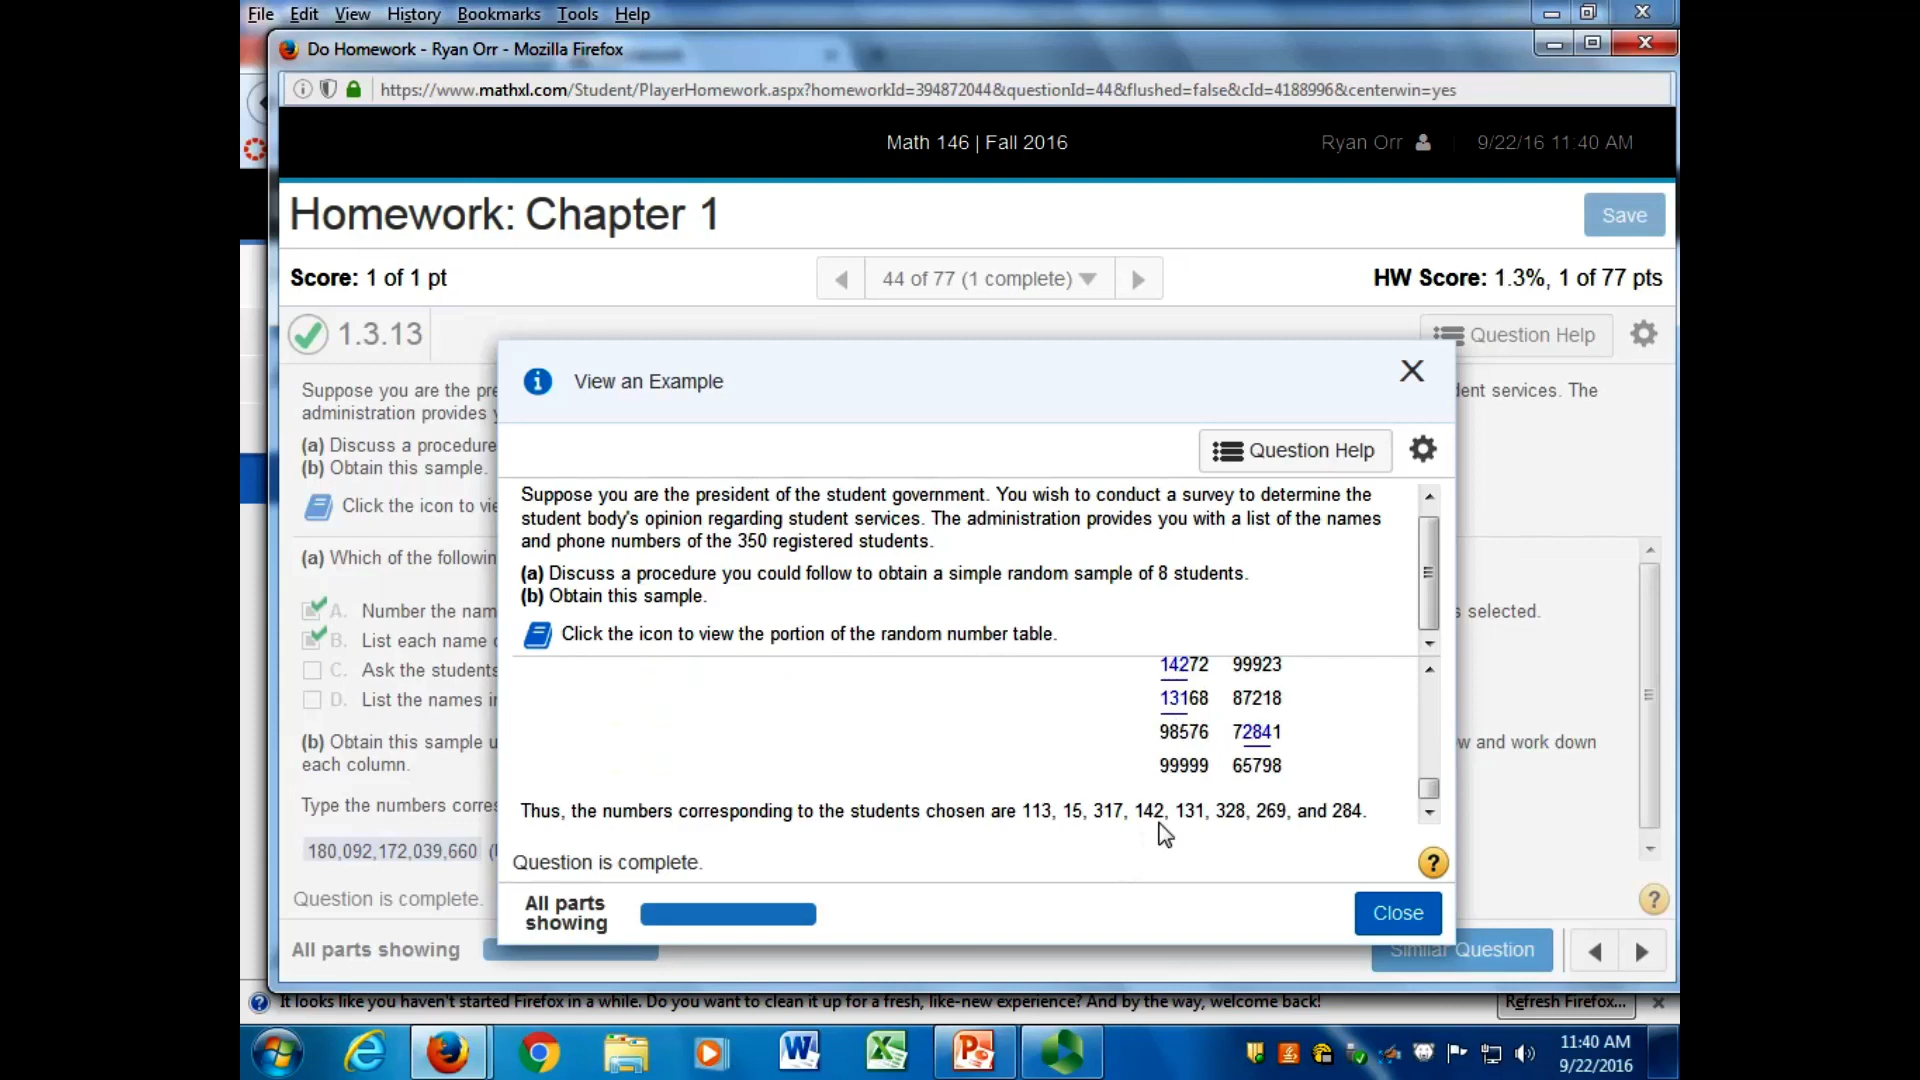 File Edit View History Bookmarks Tools Help
Do Homework - Ryan Orr - Mozilla Firefox
https://www.mathxl.com/Student/PlayerHomework.aspx?homeworkId=394872044&questionId=44&flushed=false&cId=4188996&centerwin=yes
Math 146 | Fall 2016
Ryan Orr
9/22/16 11:40 AM
Homework: Chapter 1
Save
Score: 1 of 1 pt
44 of 77 (1 complete)
HW Score: 1.3%, 1 of 77 pts
1.3.13
Question Help
Suppose you are the pre
dent services. The
administration provides y
(a) Discuss a procedure
(b) Obtain this sample.
Click the icon to vie
(a) Which of the followin
A. Number the nam
s selected.
B. List each name o
C. Ask the students
D. List the names in
(b) Obtain this sample u
ow and work down
each column.
Type the numbers corres
180,092,172,039,660
Question is complete.
All parts showing
Similar Question
View an Example
Question Help
Suppose you are the president of the student government. You wish to conduct a survey to determine the
student body's opinion regarding student services. The administration provides you with a list of the names
and phone numbers of the 350 registered students.
(a) Discuss a procedure you could follow to obtain a simple random sample of 8 students.
(b) Obtain this sample.
Click the icon to view the portion of the random number table.
14272 99923
13168 87218
98576 72841
99999 65798
Thus, the numbers corresponding to the students chosen are 113, 15, 317, 142, 131, 328, 269, and 284.
Question is complete.
All parts
showing
Close
It looks like you haven't started Firefox in a while. Do you want to clean it up for a fresh, like-new experience? And by the way, welcome back!
Refresh Firefox...
11:40 AM
9/22/2016